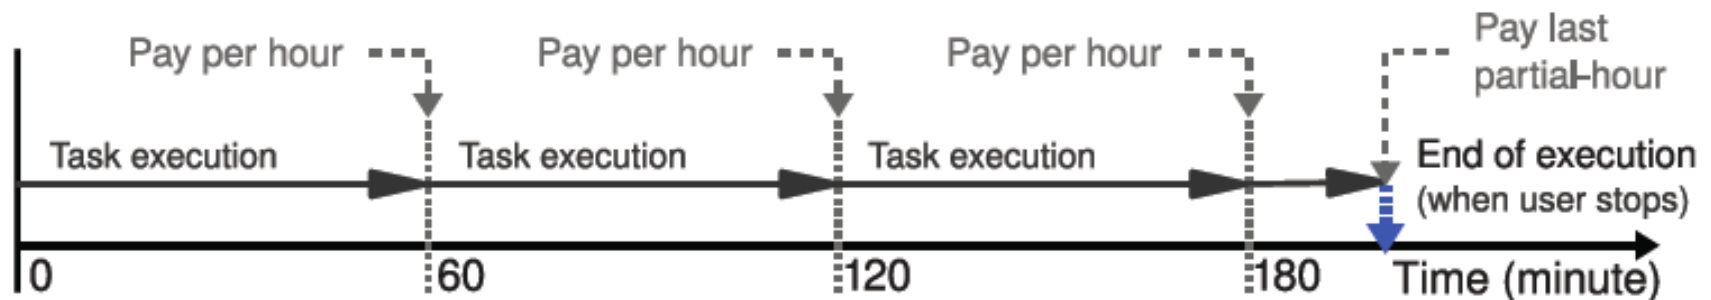 Pay per hour
Pay per hour
Pay per hour
Pay last
partial-hour
Task execution
Task execution
Task execution
End of execution
(when user stops)
0
60
120
180
Time (minute)